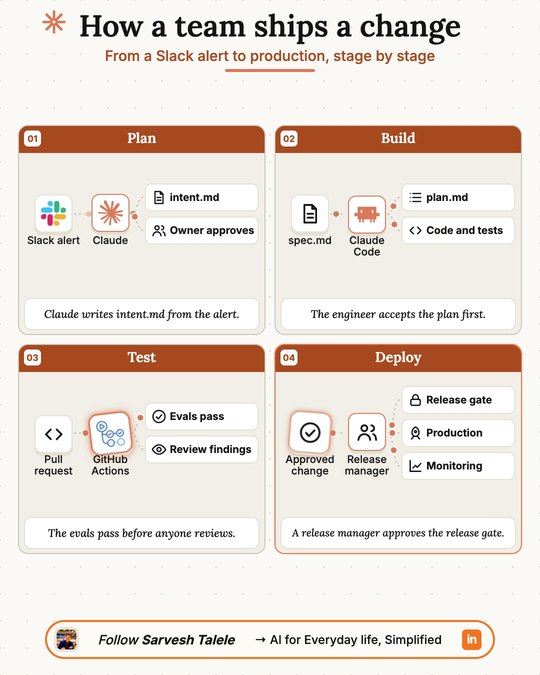 How a team ships a change
From a Slack alert to production, stage by stage
01
Plan
Slack alert
Claude
intent.md
Owner approves
Claude writes intent.md from the alert.
02
Build
spec.md
Claude
Code
plan.md
Code and tests
The engineer accepts the plan first.
03
Test
Pull
request
GitHub
Actions
Evals pass
Review findings
The evals pass before anyone reviews.
04
Deploy
Approved
change
Release
manager
Release gate
Production
Monitoring
A release manager approves the release gate.
Follow Sarvesh Talele → AI for Everyday life, Simplified in